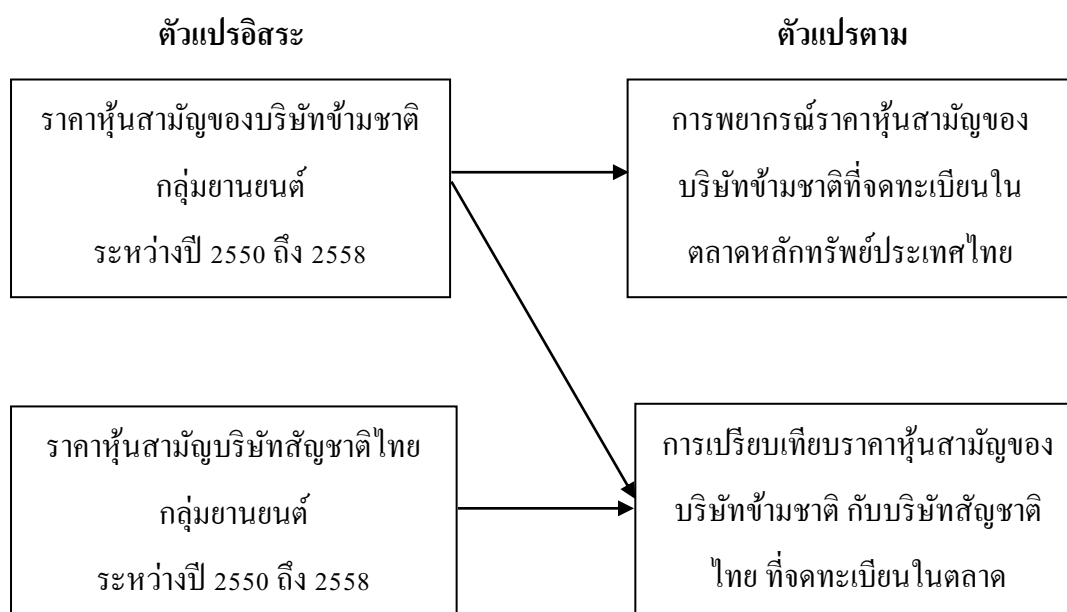 ตัวแปรอิสระ
ตัวแปรตาม
ราคาหุ้นสามัญของบริษัทข้ามชาติ
กลุ่มยานยนต์
ระหว่างปี 2550 ถึง 2558
การพยากรณ์ราคาหุ้นสามัญของ
บริษัทข้ามชาติที่จดทะเบียนใน
ตลาดหลักทรัพย์ประเทศไทย
ราคาหุ้นสามัญบริษัทสัญชาติไทย
กลุ่มยานยนต์
ระหว่างปี 2550 ถึง 2558
การเปรียบเทียบราคาหุ้นสามัญของ
บริษัทข้ามชาติ กับบริษัทสัญชาติ
ไทย ที่จดทะเบียนในตลาด